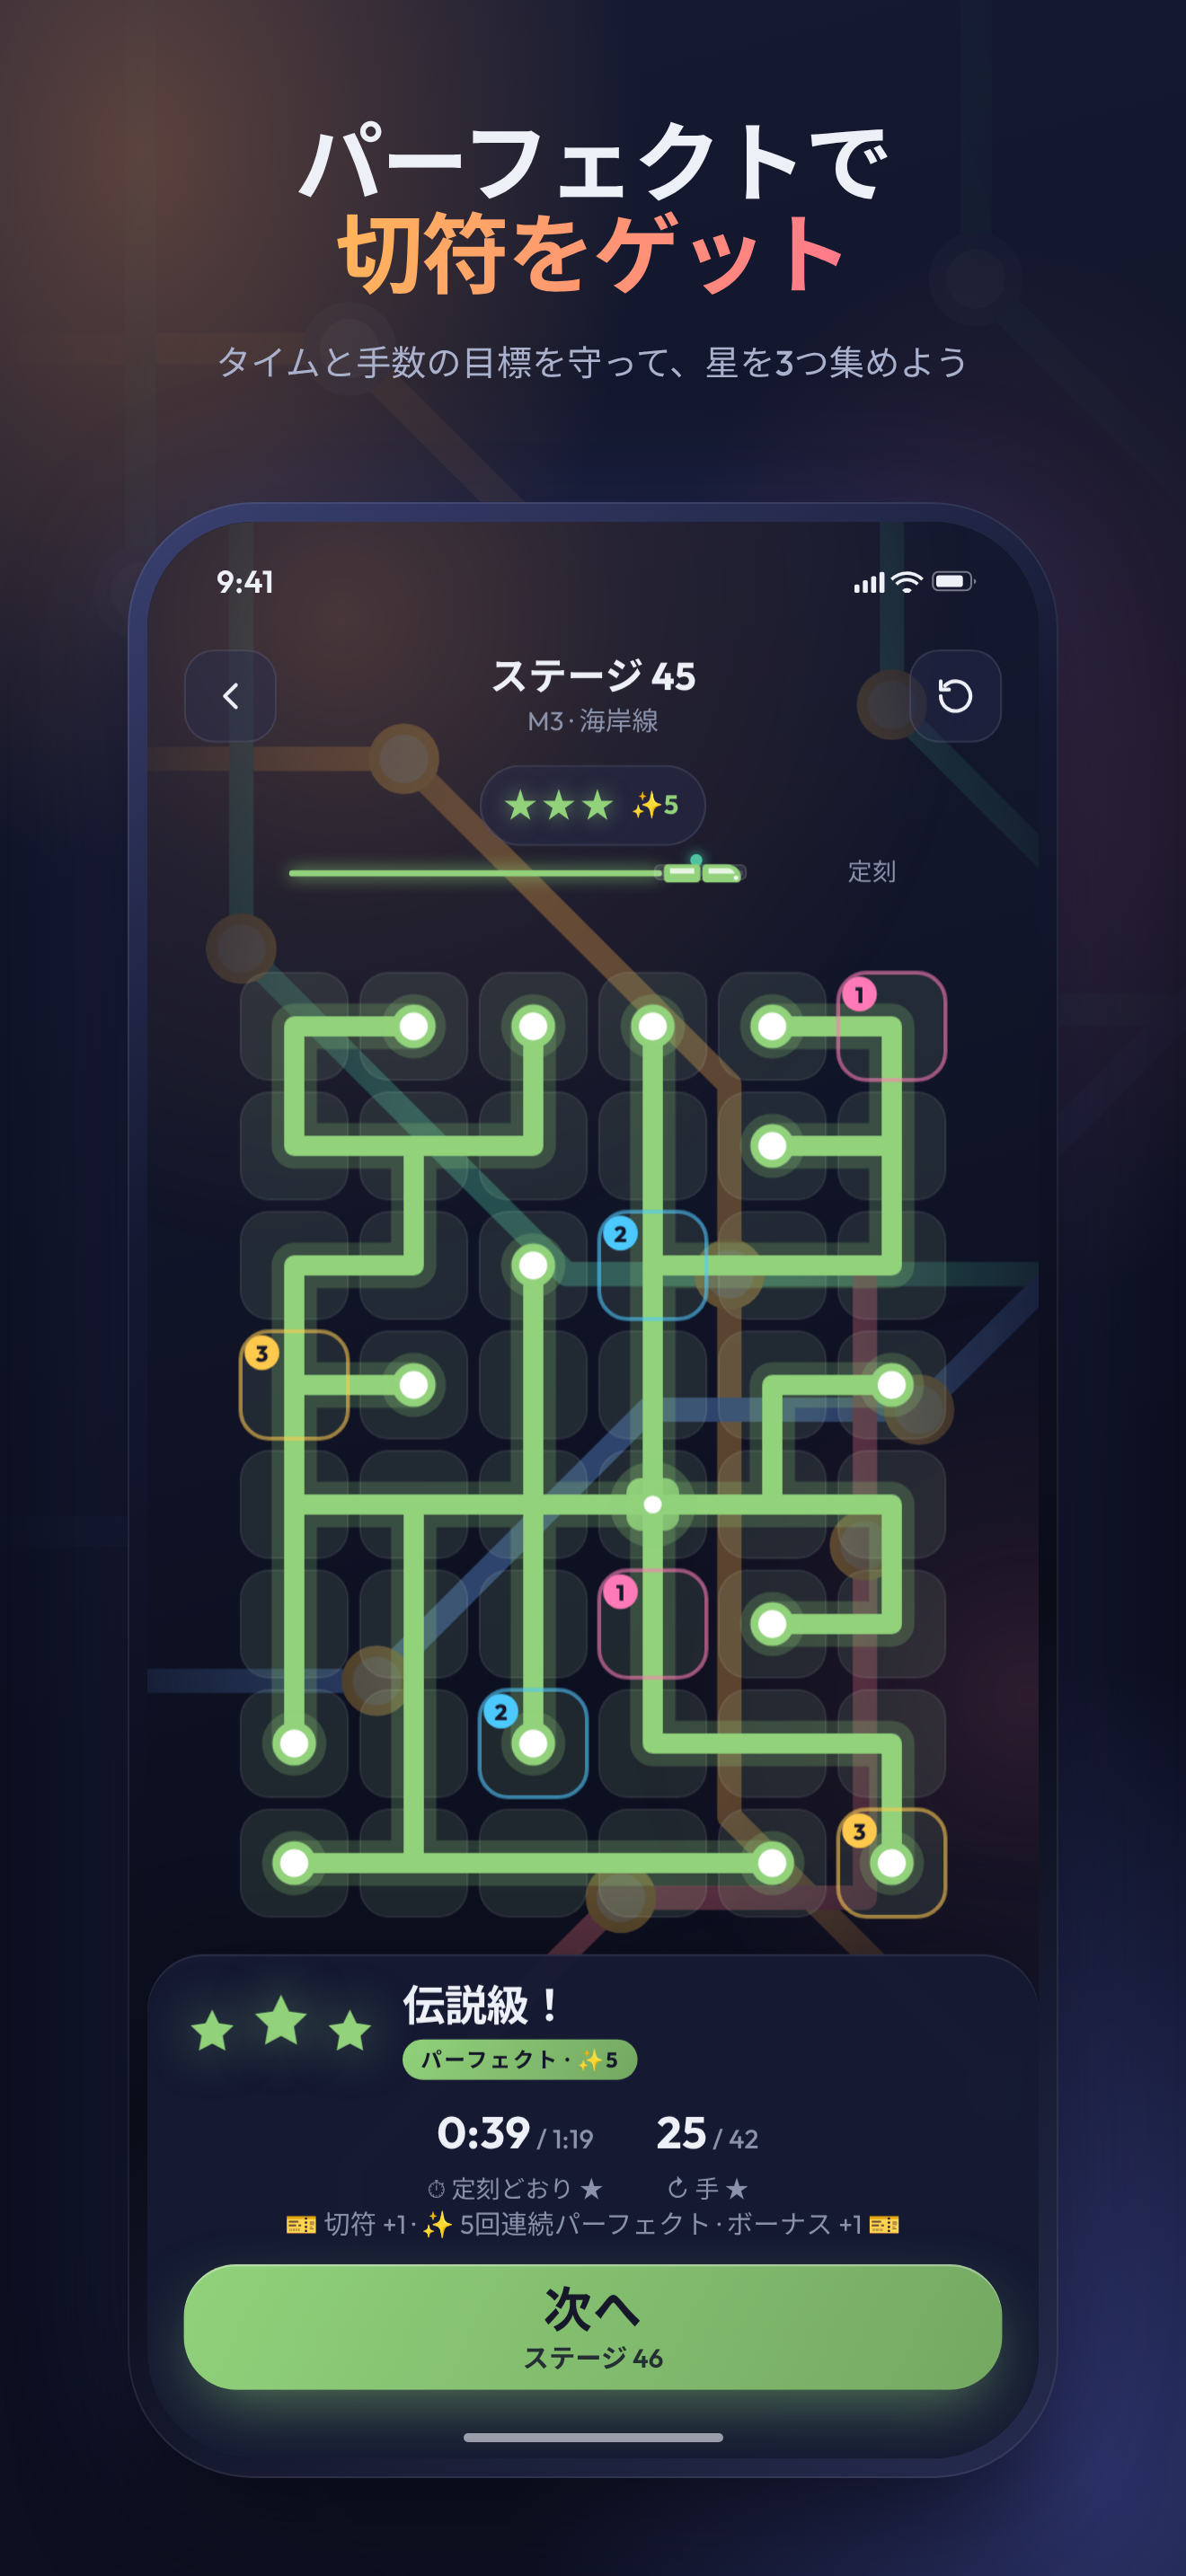 パーフェクトで
切符をゲット
タイムと手数の目標を守って、星を3つ集めよう
9:41
ステージ 45
M3・海岸線
★★★ ✨5
定刻
1
2
3
1
2
3
伝説級！
パーフェクト・✨5
0:39 / 1:19 25 / 42
⏱ 定刻どおり ★ ↻ 手 ★
🎫 切符 +1・✨ 5回連続パーフェクト・ボーナス +1 🎫
次へ
ステージ 46